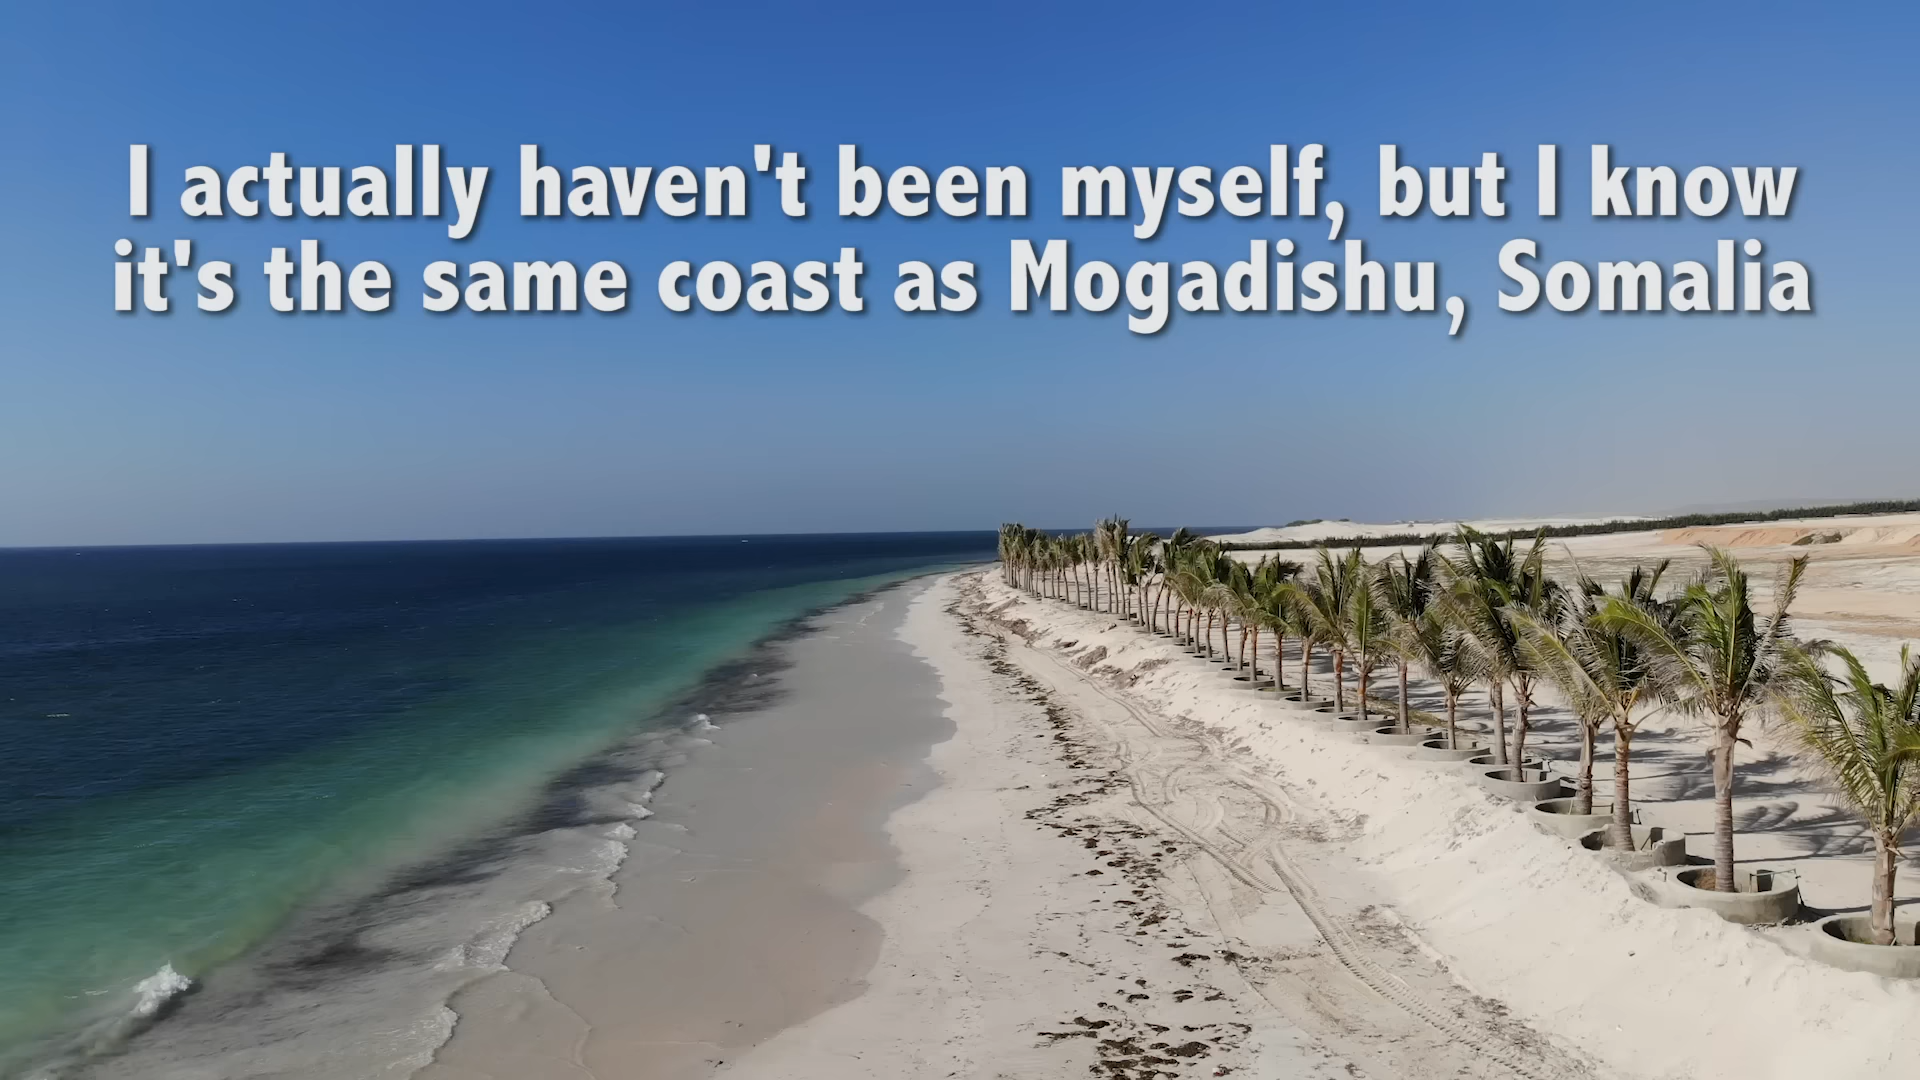 I actually haven't been myself, but I know
it's the same coast as Mogadishu, Somalia